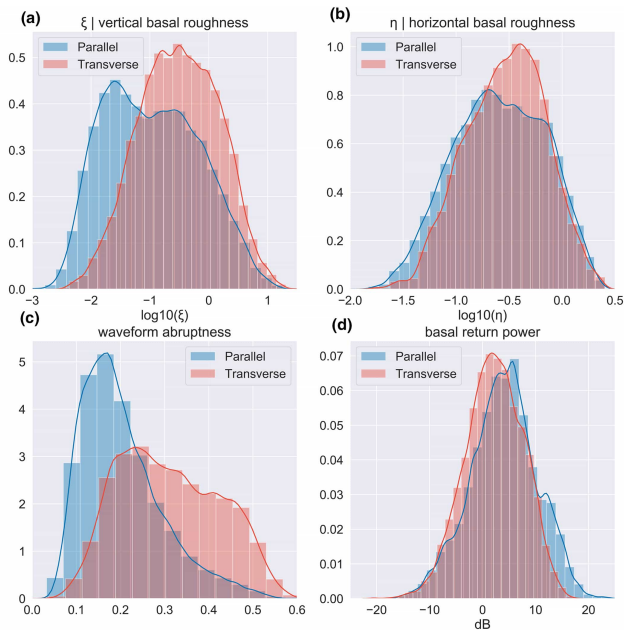 (a)
ξ | vertical basal roughness
Parallel
Transverse
0.5
0.4
0.3
0.2
0.1
0.0
−3
−2
−1
0
1
log10(ξ)
(b)
η | horizontal basal roughness
Parallel
Transverse
1.0
0.8
0.6
0.4
0.2
0.0
−2.0
−1.5
−1.0
−0.5
0.0
0.5
log10(η)
(c)
waveform abruptness
Parallel
Transverse
5
4
3
2
1
0
0.0
0.1
0.2
0.3
0.4
0.5
0.6
(d)
basal return power
Parallel
Transverse
0.07
0.06
0.05
0.04
0.03
0.02
0.01
0.00
−20
−10
0
10
20
dB